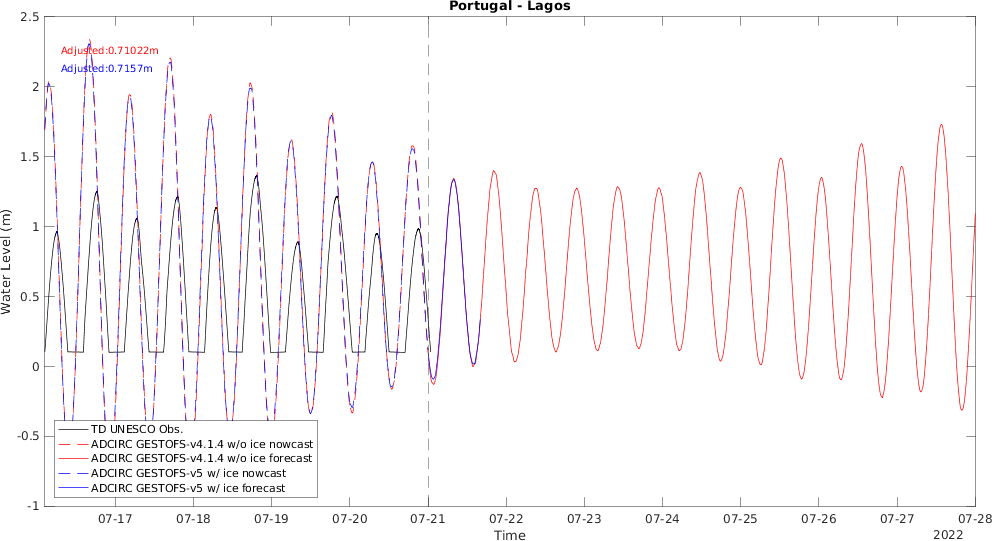 Portugal - Lagos
2.5
Adjusted:0.71022m
Adjusted:0.7157m
2
1.5
1
0.5
0
-0.5
-1
Water Level (m)
TD UNESCO Obs.
ADCIRC GESTOFS-v4.1.4 w/o ice nowcast
ADCIRC GESTOFS-v4.1.4 w/o ice forecast
ADCIRC GESTOFS-v5 w/ ice nowcast
ADCIRC GESTOFS-v5 w/ ice forecast
07-17 07-18 07-19 07-20 07-21 07-22 07-23 07-24 07-25 07-26 07-27 07-28
Time
2022